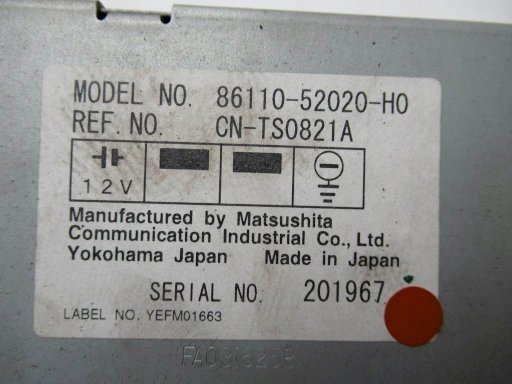 MODEL NO. 86110-52020-H0
REF. NO. CN-TS0821A
12V
Manufactured by Matsushita
Communication Industrial Co., Ltd.
Yokohama Japan Made in Japan
SERIAL NO. 201967
LABEL NO. YEFM01663